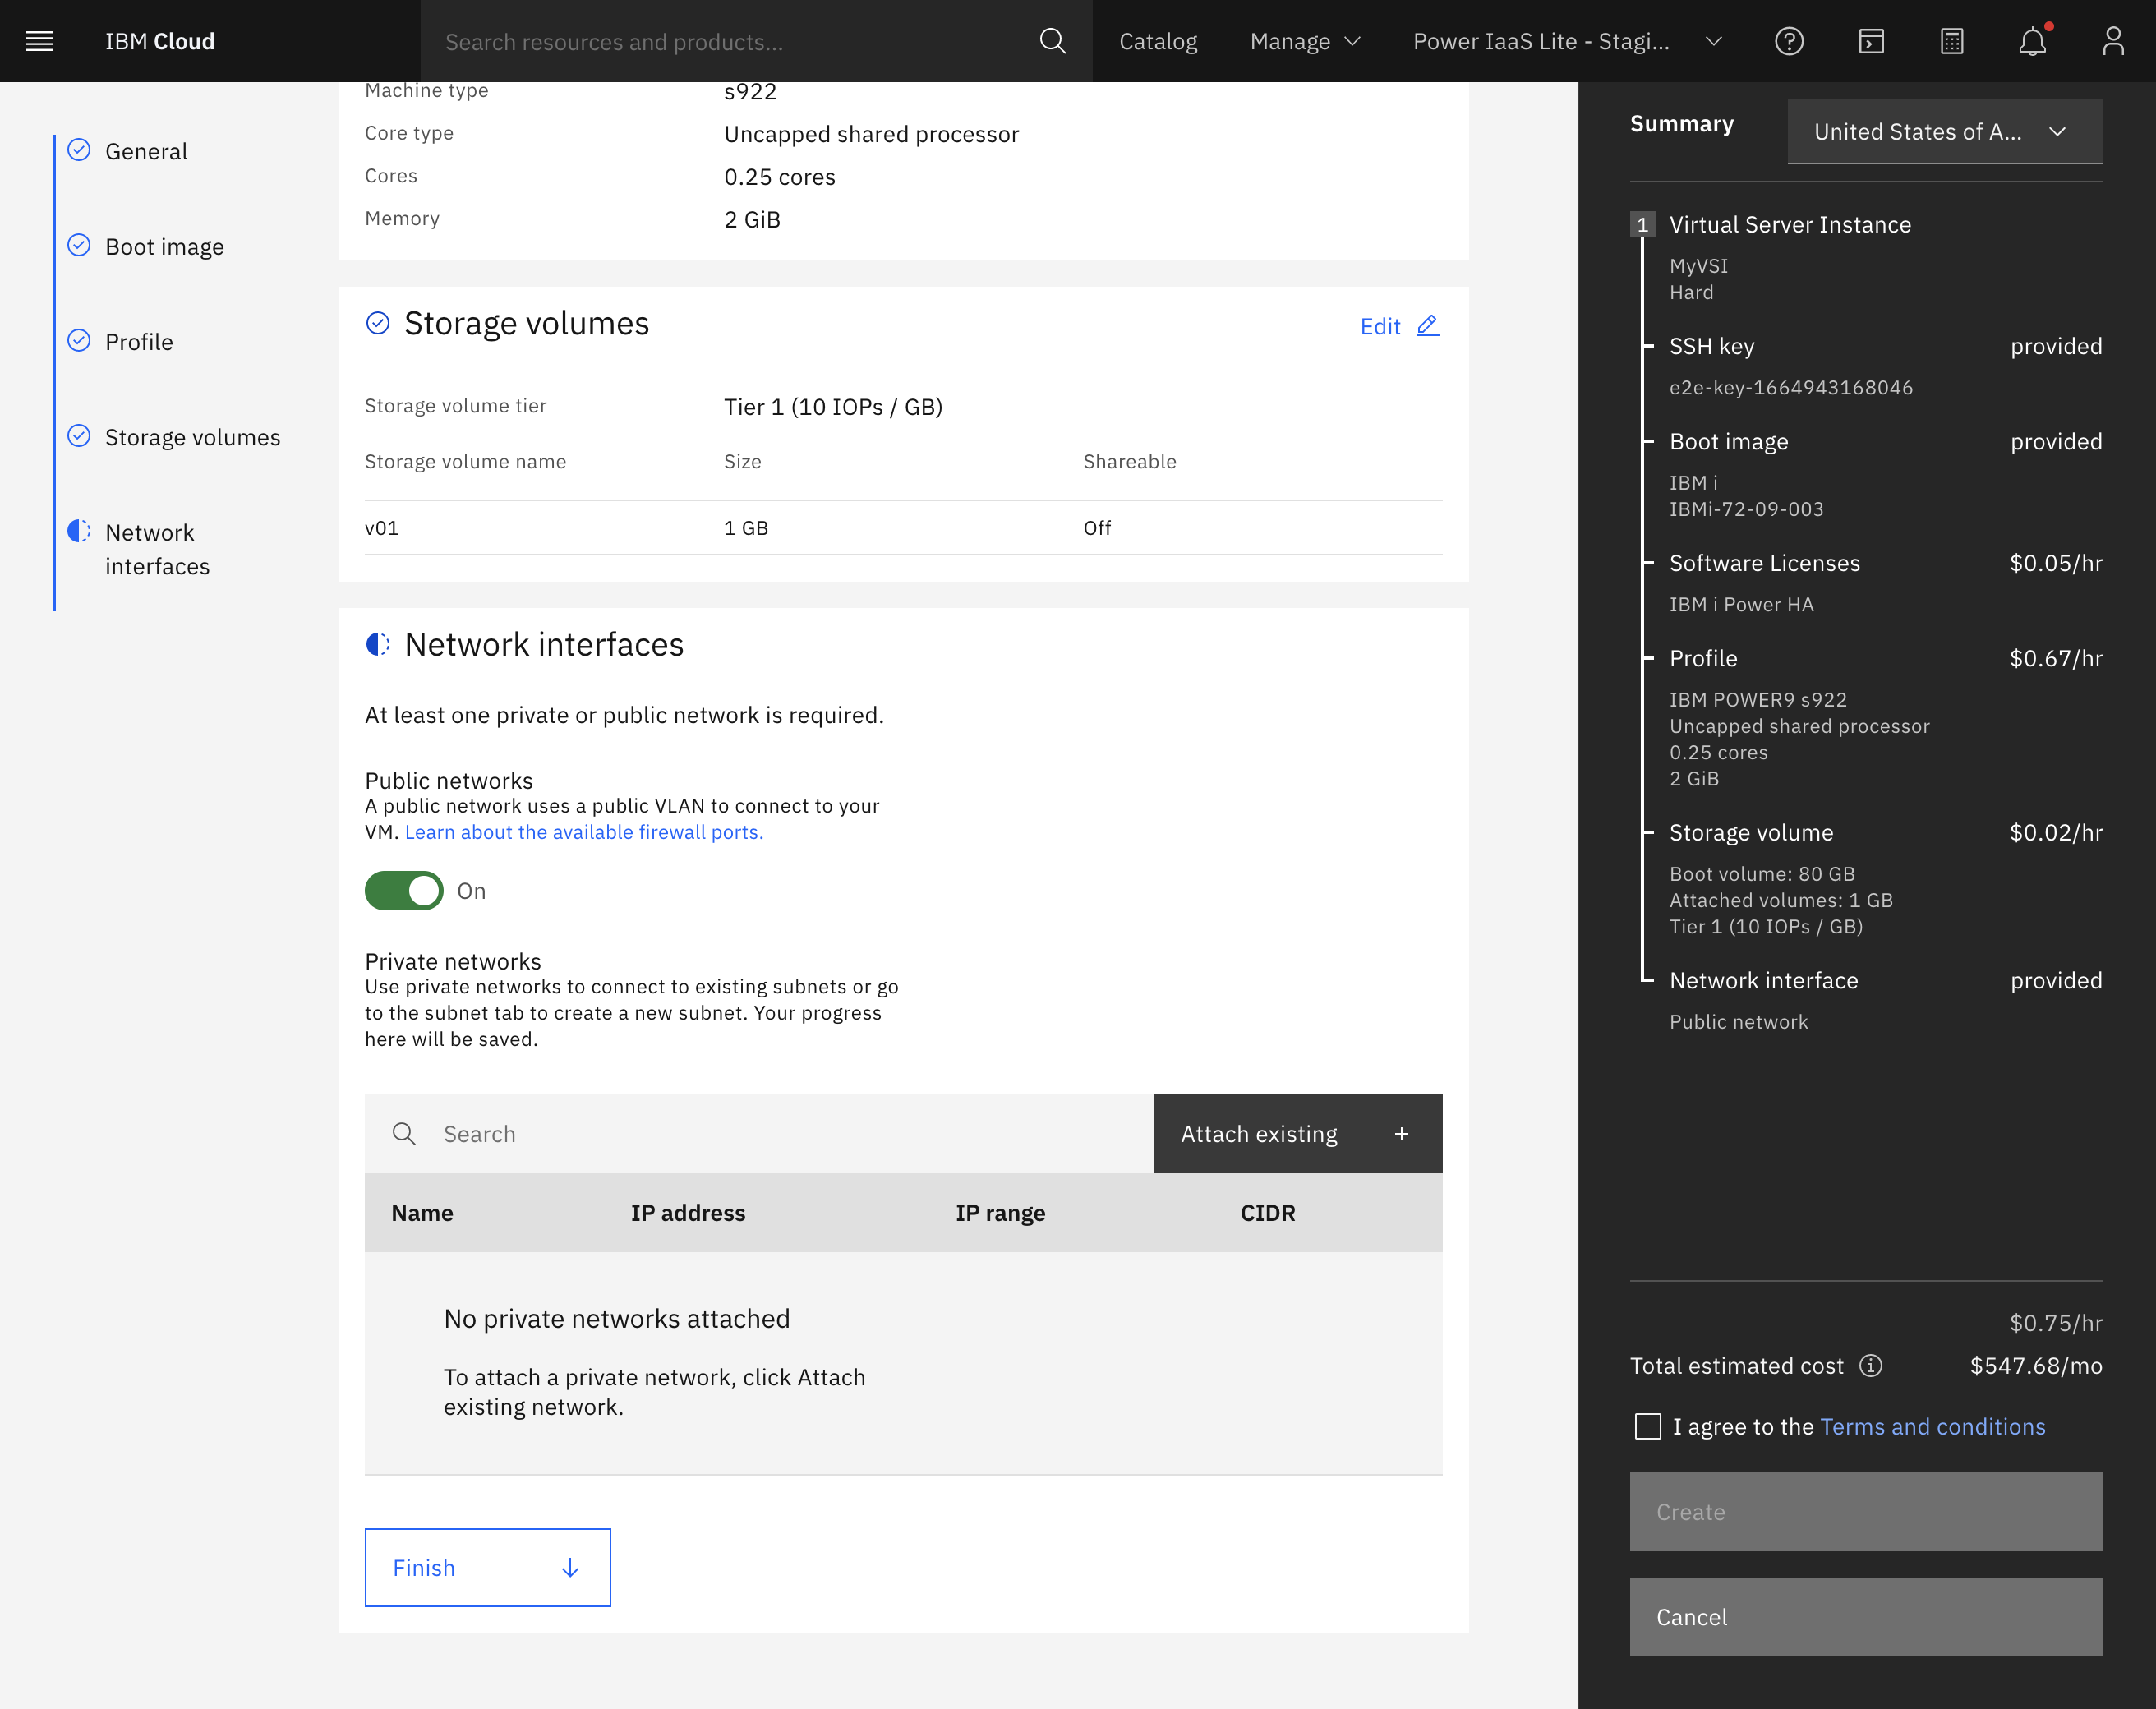 IBM Cloud
Search resources and products...
Catalog
Manage
Power IaaS Lite - Stagi...
General
Boot image
Profile
Storage volumes
Network
interfaces
Machine type s922
Core type Uncapped shared processor
Cores 0.25 cores
Memory 2 GiB
Storage volumes
Edit
Storage volume tier Tier 1 (10 IOPs / GB)
Storage volume name Size Shareable
v01 1 GB Off
Network interfaces
At least one private or public network is required.
Public networks
A public network uses a public VLAN to connect to your
VM. Learn about the available firewall ports.
On
Private networks
Use private networks to connect to existing subnets or go
to the subnet tab to create a new subnet. Your progress
here will be saved.
Search
Attach existing +
Name IP address IP range CIDR
No private networks attached
To attach a private network, click Attach
existing network.
Finish
Summary
United States of A...
1 Virtual Server Instance
MyVSI
Hard
SSH key provided
e2e-key-1664943168046
Boot image provided
IBM i
IBMi-72-09-003
Software Licenses $0.05/hr
IBM i Power HA
Profile $0.67/hr
IBM POWER9 s922
Uncapped shared processor
0.25 cores
2 GiB
Storage volume $0.02/hr
Boot volume: 80 GB
Attached volumes: 1 GB
Tier 1 (10 IOPs / GB)
Network interface provided
Public network
$0.75/hr
Total estimated cost $547.68/mo
I agree to the Terms and conditions
Create
Cancel